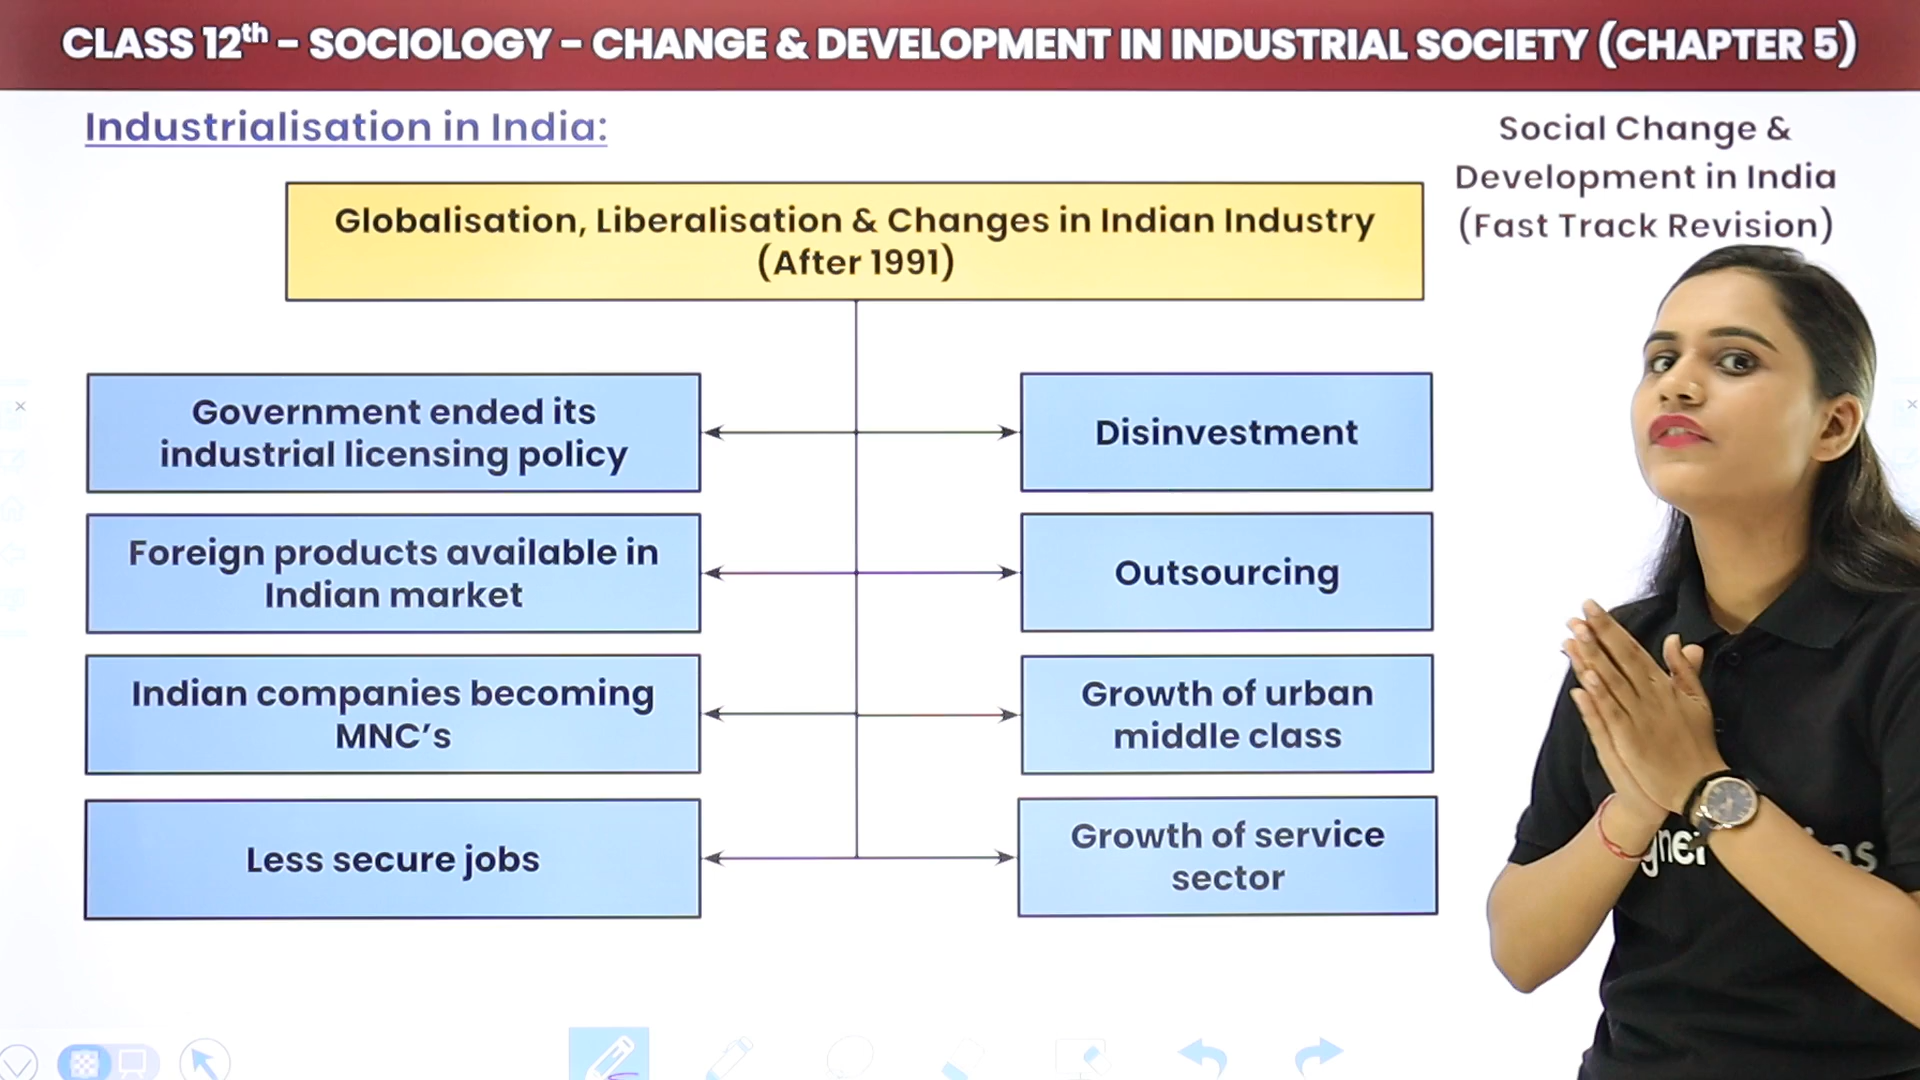 CLASS 12th – SOCIOLOGY – CHANGE & DEVELOPMENT IN INDUSTRIAL SOCIETY (CHAPTER 5)
Industrialisation in India:
Social Change &
Development in India
(Fast Track Revision)
Globalisation, Liberalisation & Changes in Indian Industry
(After 1991)
Government ended its
industrial licensing policy
Disinvestment
Foreign products available in
Indian market
Outsourcing
Indian companies becoming
MNC's
Growth of urban
middle class
Less secure jobs
Growth of service
sector